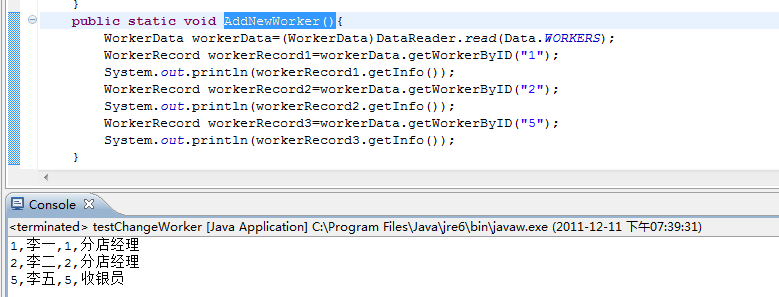 }
public static void AddNewWorker(){
WorkerData workerData=(WorkerData)DataReader.read(Data.WORKERS);
WorkerRecord workerRecord1=workerData.getWorkerByID("1");
System.out.println(workerRecord1.getInfo());
WorkerRecord workerRecord2=workerData.getWorkerByID("2");
System.out.println(workerRecord2.getInfo());
WorkerRecord workerRecord3=workerData.getWorkerByID("5");
System.out.println(workerRecord3.getInfo());
}
Console
<terminated> testChangeWorker [Java Application] C:\Program Files\Java\jre6\bin\javaw.exe (2011-12-11 下午07:39:31)
1,李一,1,分店经理
2,李二,2,分店经理
5,李五,5,收银员